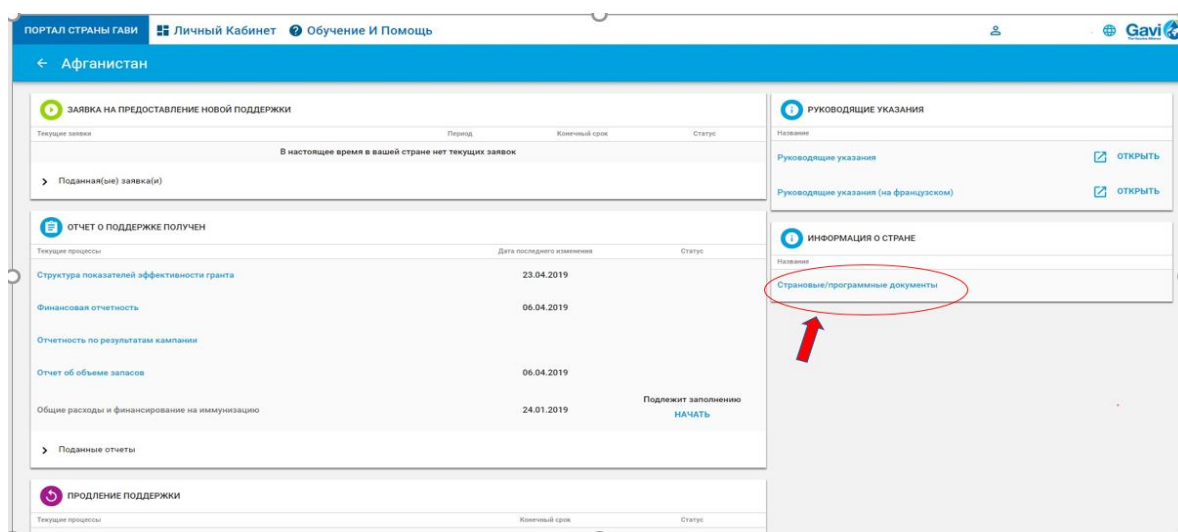 ПОРТАЛ СТРАНЫ ГАВИ Личный Кабинет Обучение И Помощь Gavi
Афганистан
ЗАЯВКА НА ПРЕДОСТАВЛЕНИЕ НОВОЙ ПОДДЕРЖКИ
Текущие заявки Период Конечный срок Статус
В настоящее время в вашей стране нет текущих заявок
Поданная(ые) заявка(и)
ОТЧЕТ О ПОДДЕРЖКЕ ПОЛУЧЕН
Текущие процессы Дата последнего изменения Статус
Структура показателей эффективности гранта 23.04.2019
Финансовая отчетность 06.04.2019
Отчетность по результатам кампании
Отчет об объеме запасов 06.04.2019
Общие расходы и финансирование на иммунизацию 24.01.2019 Подлежит заполнению
НАЧАТЬ
Поданные отчеты
ПРОДЛЕНИЕ ПОДДЕРЖКИ
Текущие процессы Конечный срок Статус
РУКОВОДЯЩИЕ УКАЗАНИЯ
Название
Руководящие указания ОТКРЫТЬ
Руководящие указания (на французском) ОТКРЫТЬ
ИНФОРМАЦИЯ О СТРАНЕ
Название
Страновые/программные документы